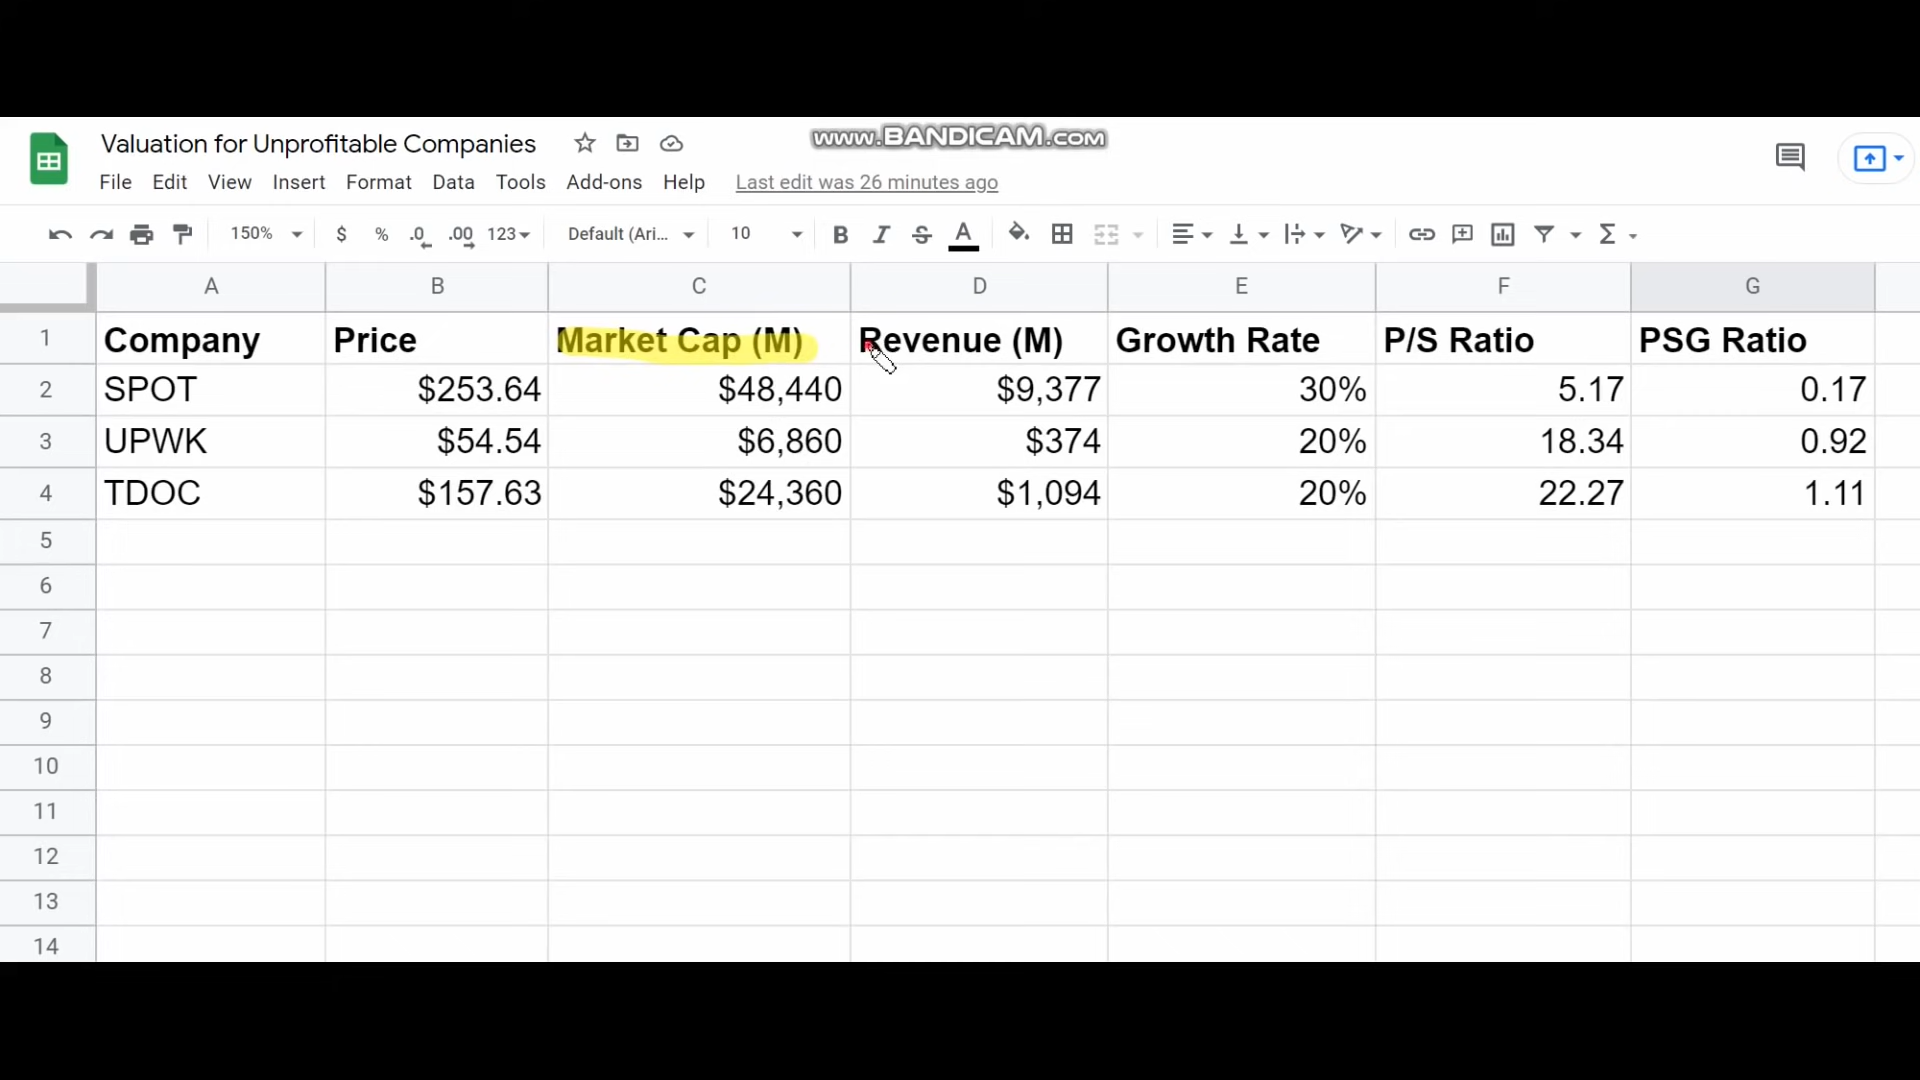 www.BANDICAM.com
Valuation for Unprofitable Companies
File Edit View Insert Format Data Tools Add-ons Help Last edit was 26 minutes ago
150% $ % .0 .00 123 Default (Ari... 10 B I S A Σ
A B C D E F G
1 Company Price Market Cap (M) Revenue (M) Growth Rate P/S Ratio PSG Ratio
2 SPOT $253.64 $48,440 $9,377 30% 5.17 0.17
3 UPWK $54.54 $6,860 $374 20% 18.34 0.92
4 TDOC $157.63 $24,360 $1,094 20% 22.27 1.11
5
6
7
8
9
10
11
12
13
14